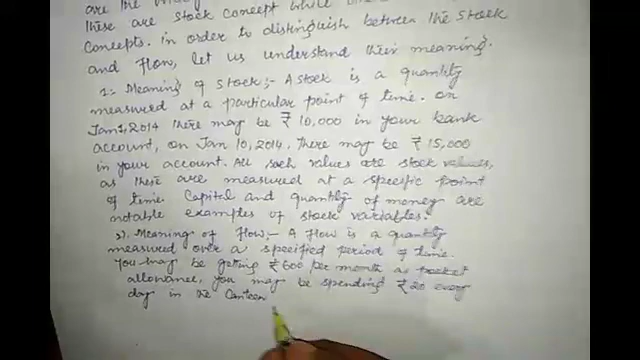 are the
These are stock concept while
Concepts. in order to distinguish between the Stock
and flow, let us understand their meaning.
1:- Meaning of Stock;- A stock is a quantity
measured at a particular point of time. on
Jan 1, 2014 There may be ₹ 10,000 in your bank
account, on Jan 10, 2014. There may be ₹ 15,000
in your account. All such values are stock values,
as these are measured at a specific point
of time. Capital and quantity of money are
notable examples of stock variables.
2). Meaning of Flow:- A Flow is a quantity
measured over a specified period of time.
You may be getting ₹ 600 per month as pocket
allowance, you may be spending ₹ 20 every
day in the Canteen